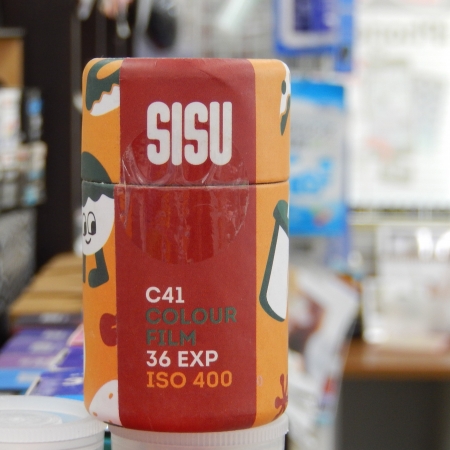 SISU
C41
COLOUR
FILM
36 EXP
ISO 400